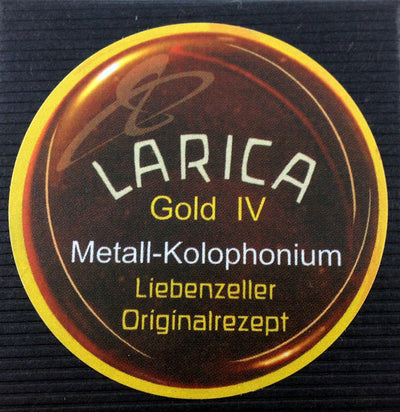 LARICA
Gold IV
Metall-Kolophonium
Liebenzeller
Originalrezept